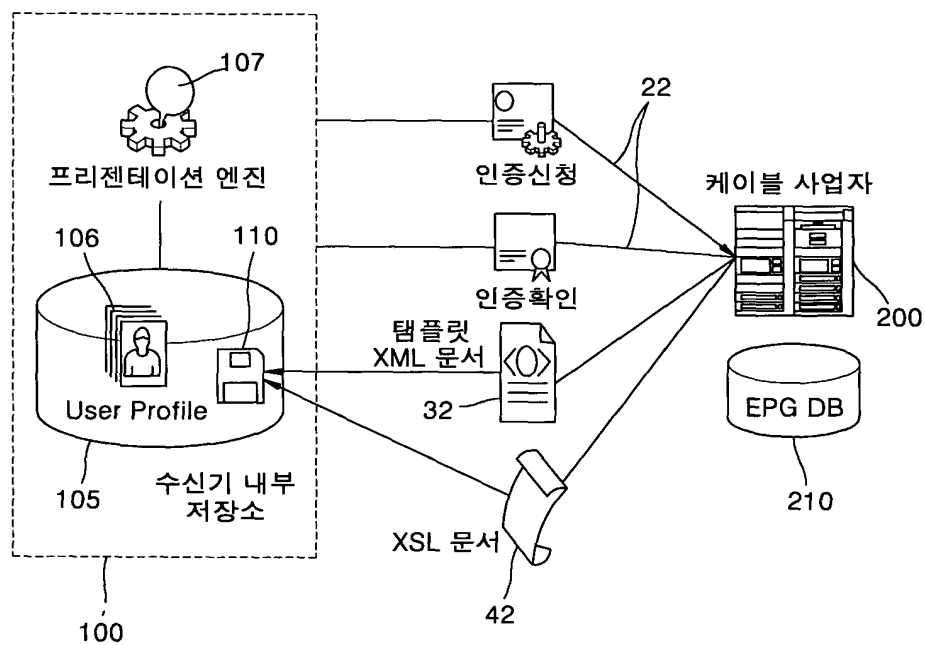 107
프리젠테이션 엔진
106
110
User Profile
105
수신기 내부
저장소
100
22
인증신청
인증확인
탬플릿
XML 문서
32
XSL 문서
42
케이블 사업자
200
EPG DB
210